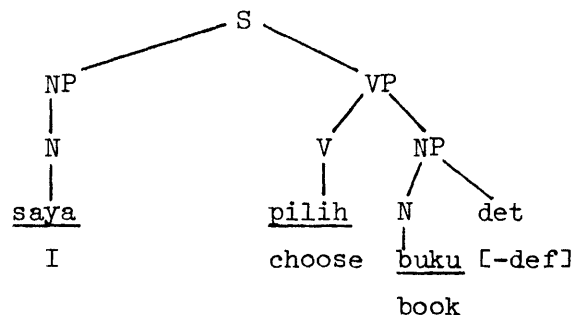 S
NP VP
N V NP
saya pilih N det
I choose buku [-def]
book